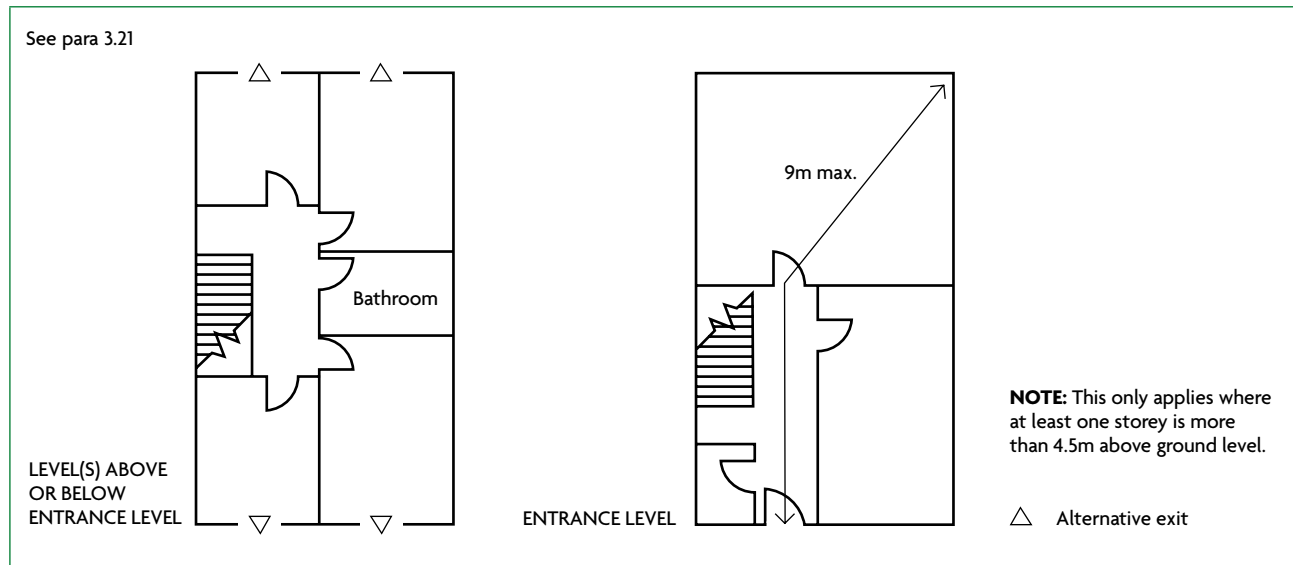 See para 3.21
9m max.
Bathroom
NOTE: This only applies where
at least one storey is more
than 4.5m above ground level.
LEVEL(S) ABOVE
OR BELOW
ENTRANCE LEVEL
ENTRANCE LEVEL
Alternative exit